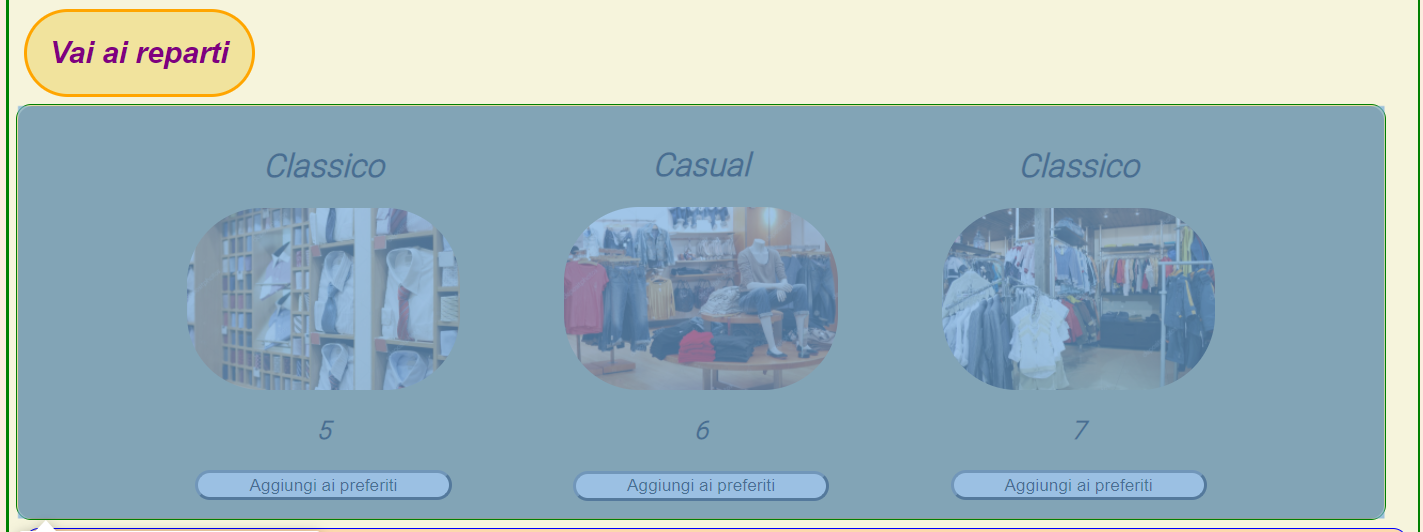 Vai ai reparti
Classico
Casual
Classico
5
6
7
Aggiungi ai preferiti
Aggiungi ai preferiti
Aggiungi ai preferiti